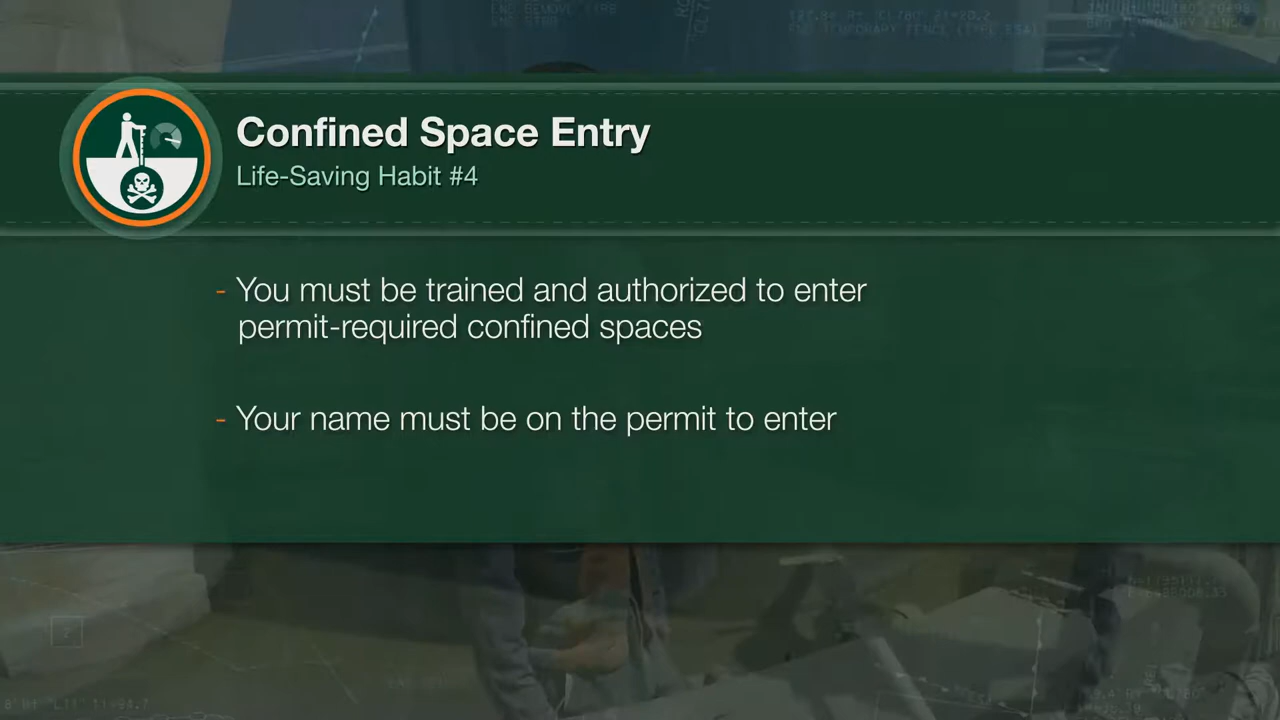 Confined Space Entry
Life-Saving Habit #4
- You must be trained and authorized to enter
permit-required confined spaces
- Your name must be on the permit to enter